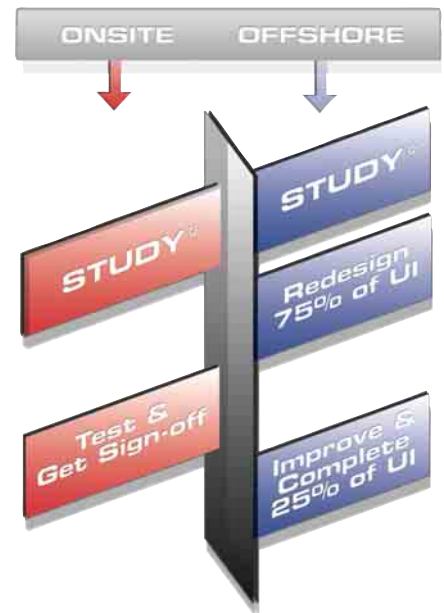 ONSITE OFFSHORE
STUDY
STUDY
Redesign
75% of UI
Test &
Get Sign-off
Improve &
Complete
25% of UI